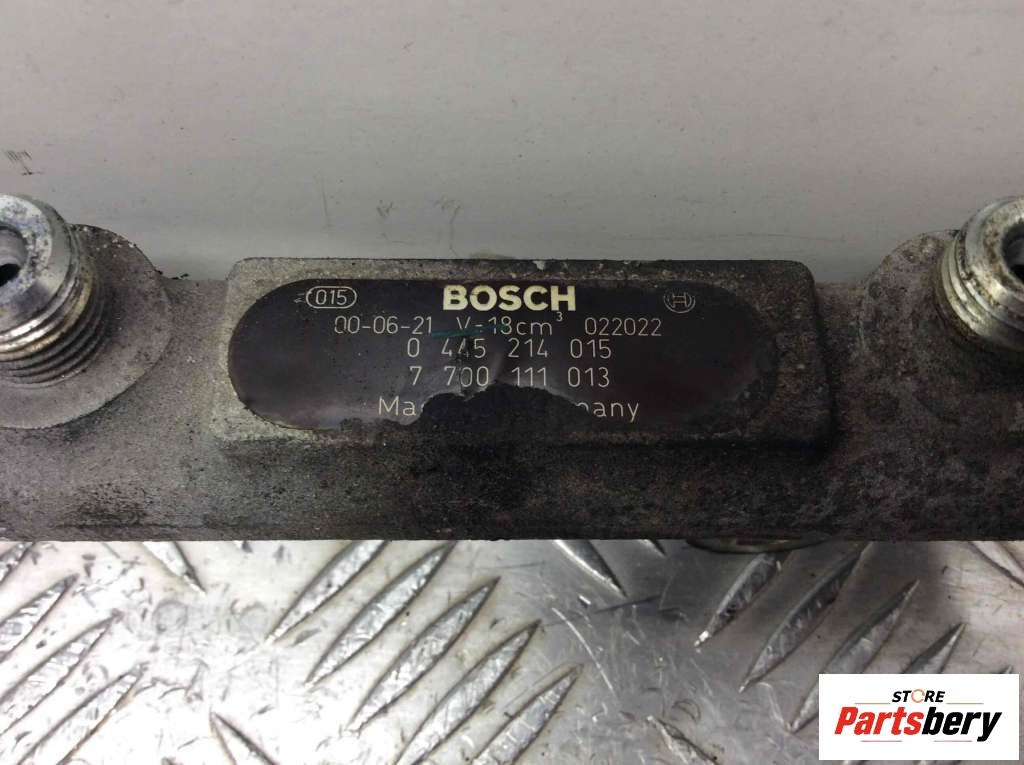 015 BOSCH
00-06-21 V-18cm³ 022022
0 445 214 015
7 700 111 013
Ma any
STORE
Partsbery